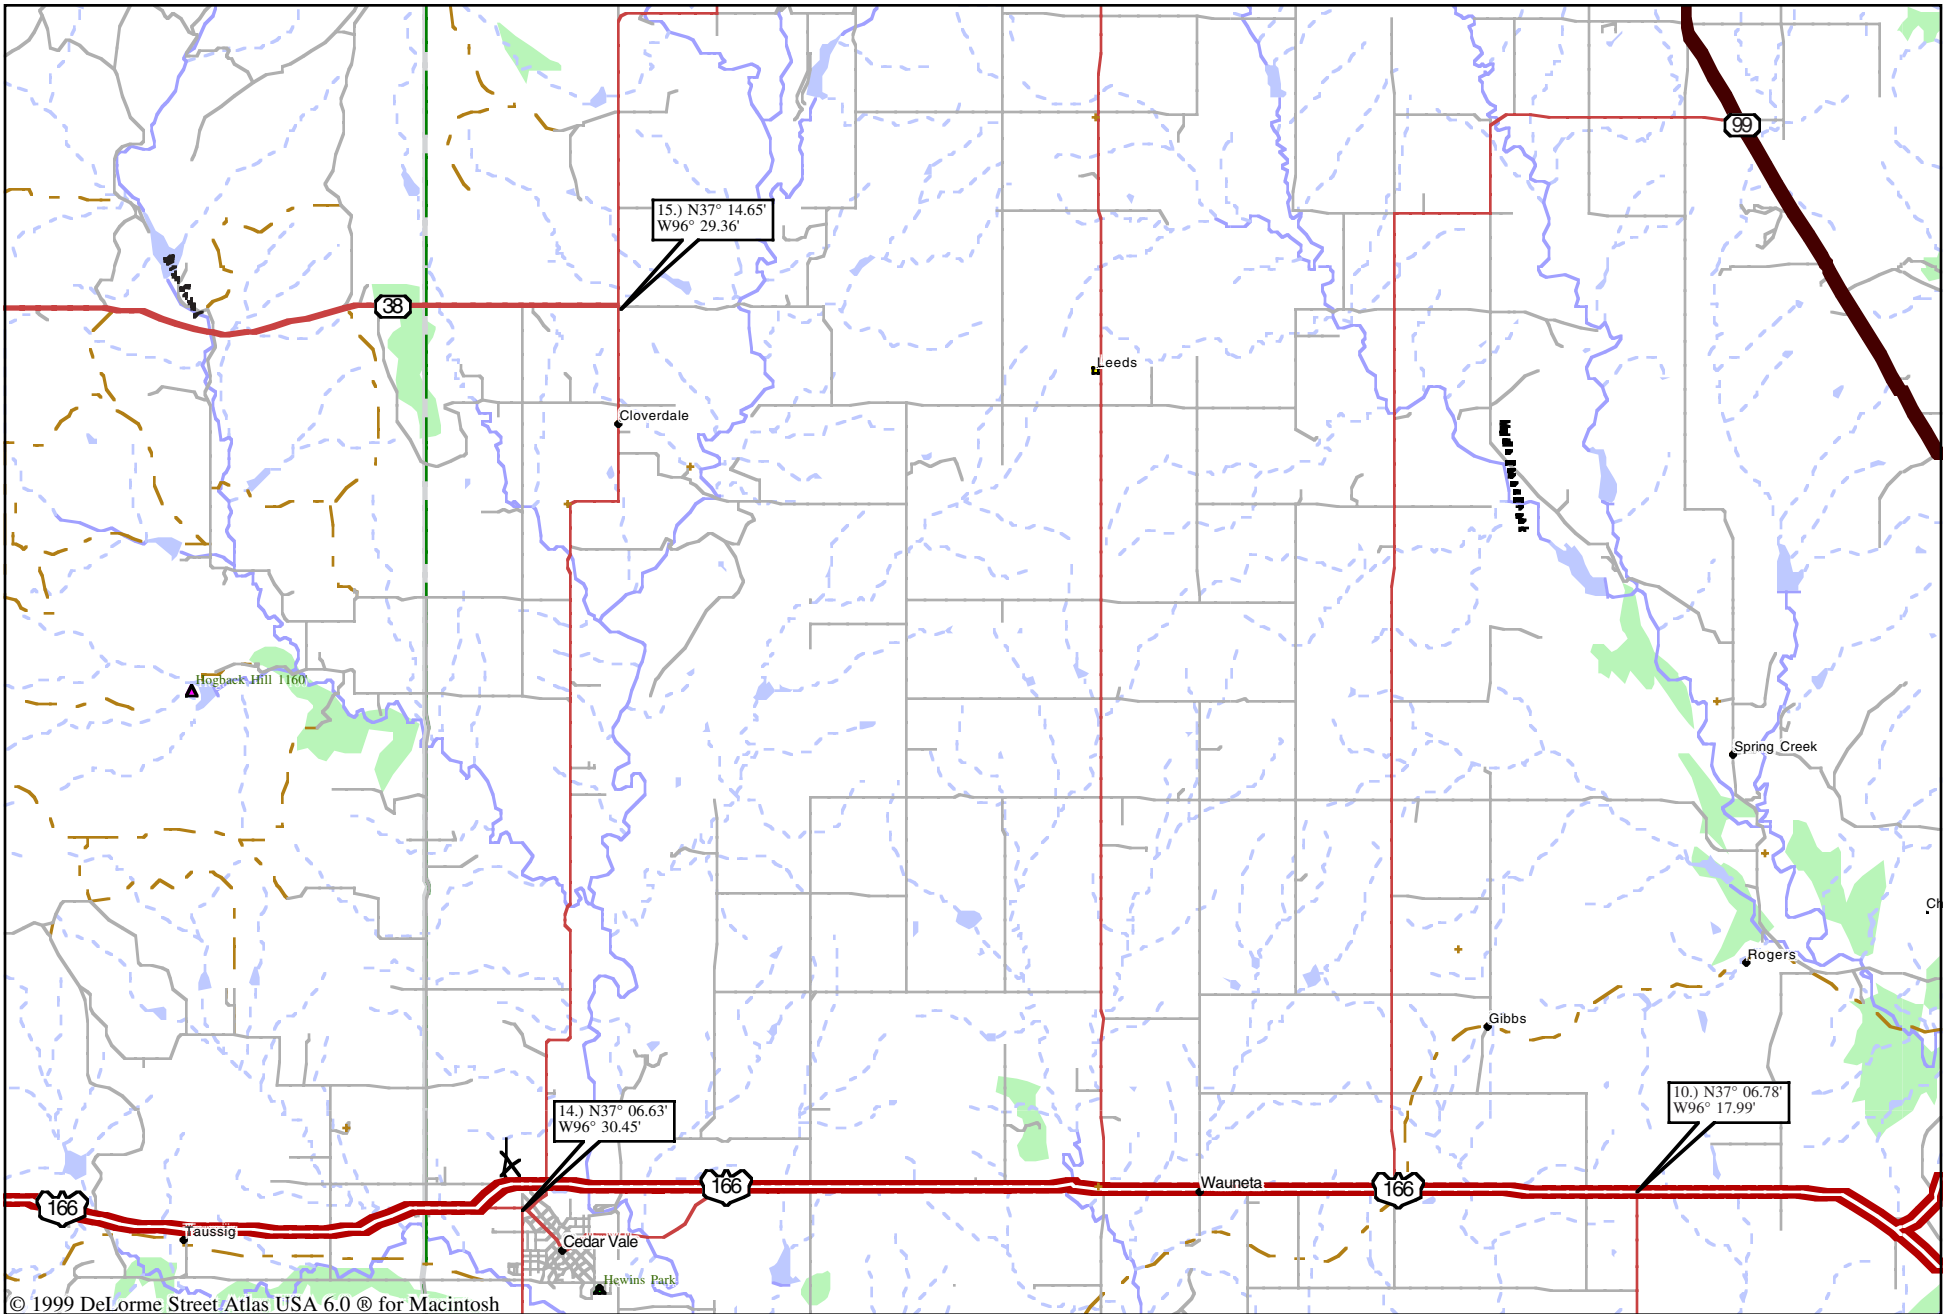 99
15.) N37° 14.65'
W96° 29.36'
38
Leeds
Cloverdale
Hogback Hill 1160'
Spring Creek
Ch
Rogers
Gibbs
10.) N37° 06.78'
W96° 17.99'
14.) N37° 06.63'
W96° 30.45'
166
166
Wauneta
166
Taussig
Cedar Vale
Hewins Park
© 1999 DeLorme Street Atlas USA 6.0 ® for Macintosh